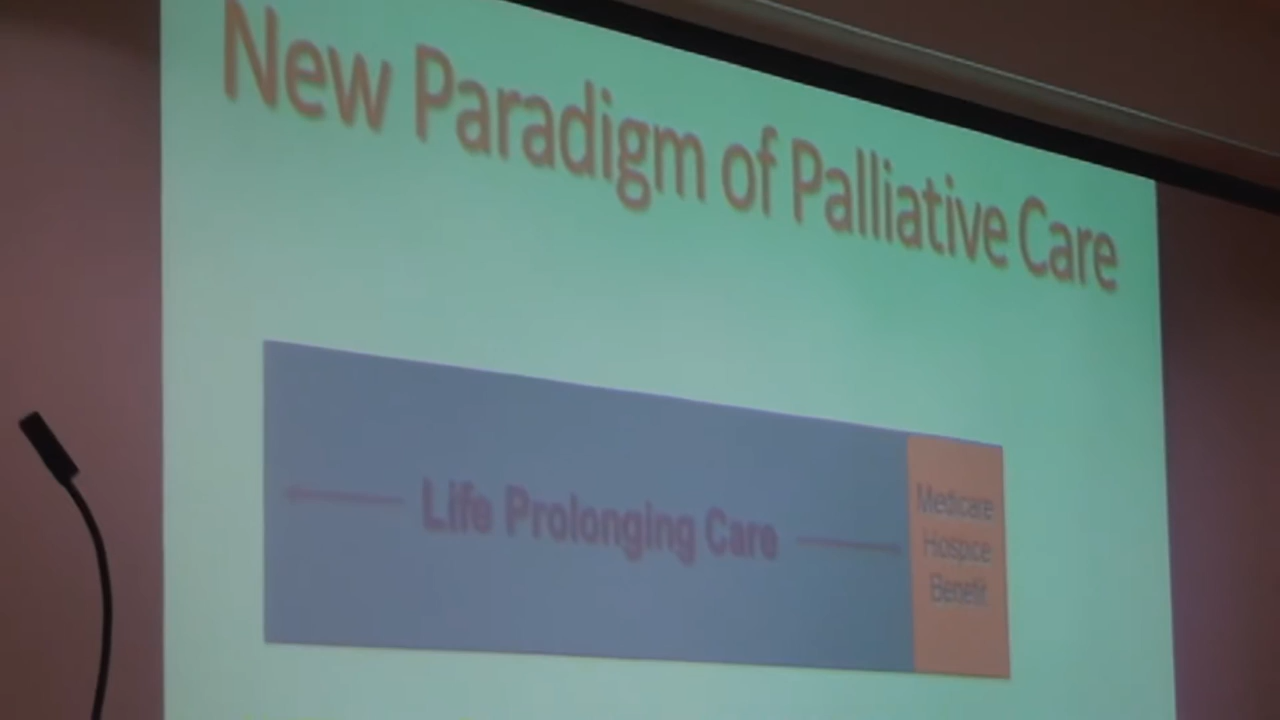 New Paradigm of Palliative Care
Life Prolonging Care
Medicare
Hospice
Benefit